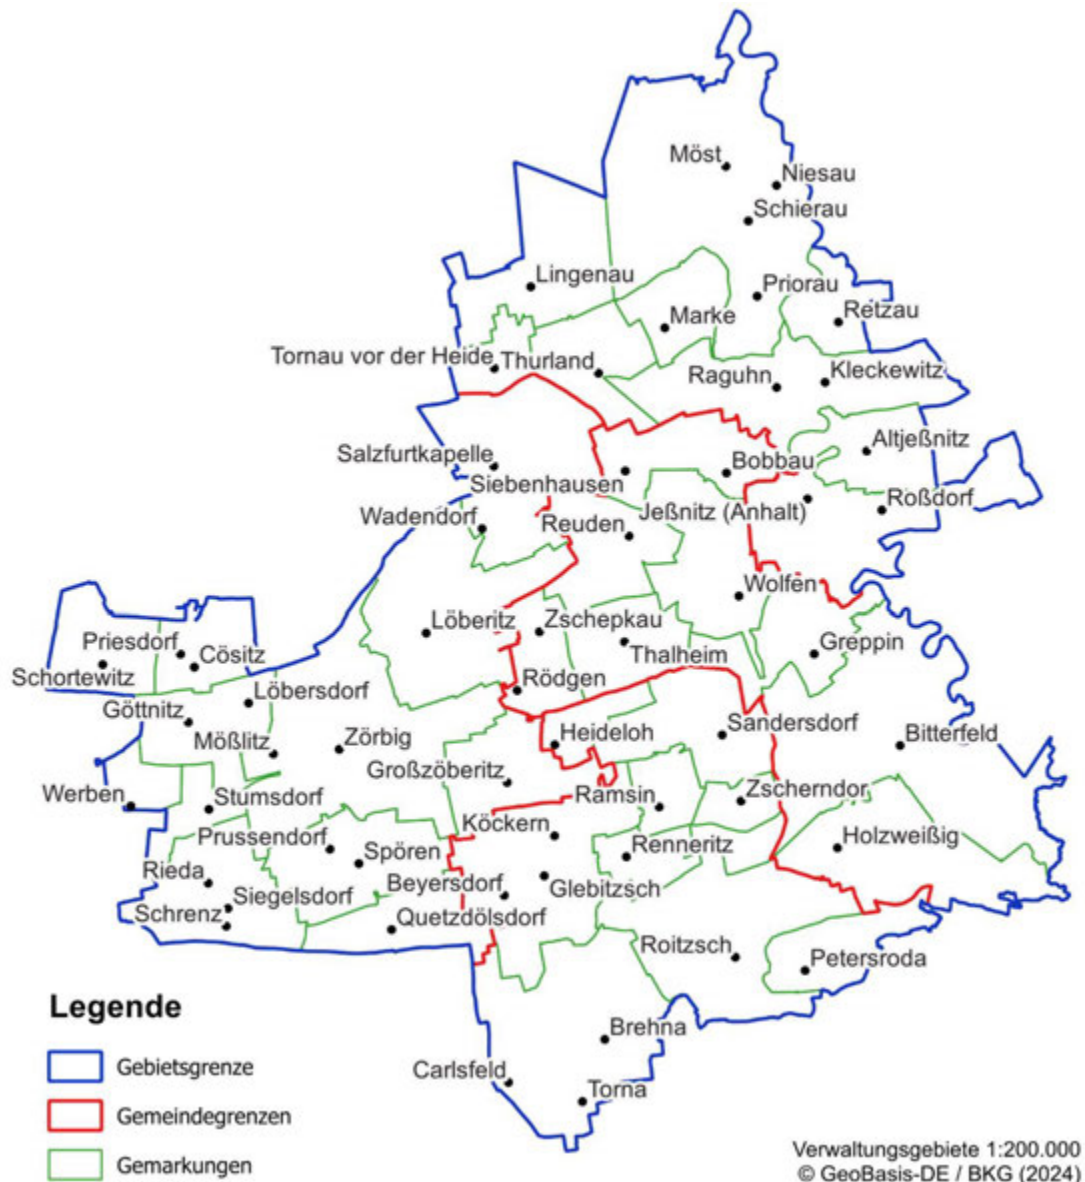 Möst
Niesau
Schierau
Lingenau
Priorau
Marke
Retzau
Tornau vor der Heide
Thurland
Raguhn
Kleckewitz
Altjeßnitz
Salzfurtkapelle
Bobbau
Siebenhausen
Roßdorf
Wadendorf
Reuden
Jeßnitz (Anhalt)
Wolfen
Löberitz
Zschepkau
Priesdorf
Cösitz
Greppin
Thalheim
Schortewitz
Rödgen
Löbersdorf
Göttnitz
Sandersdorf
Heideloh
Bitterfeld
Mößlitz
Zörbig
Großzöberitz
Werben
Stumsdorf
Ramsin
Zscherndor
Köckern
Prussendorf
Renneritz
Holzweißig
Spören
Rieda
Beyersdorf
Glebitzsch
Siegelsdorf
Schrenz
Quetzdölsdorf
Roitzsch
Petersroda
Brehna
Carlsfeld
Torna
Legende
Gebietsgrenze
Gemeindegrenzen
Gemarkungen
Verwaltungsgebiete 1:200.000
© GeoBasis-DE / BKG (2024)